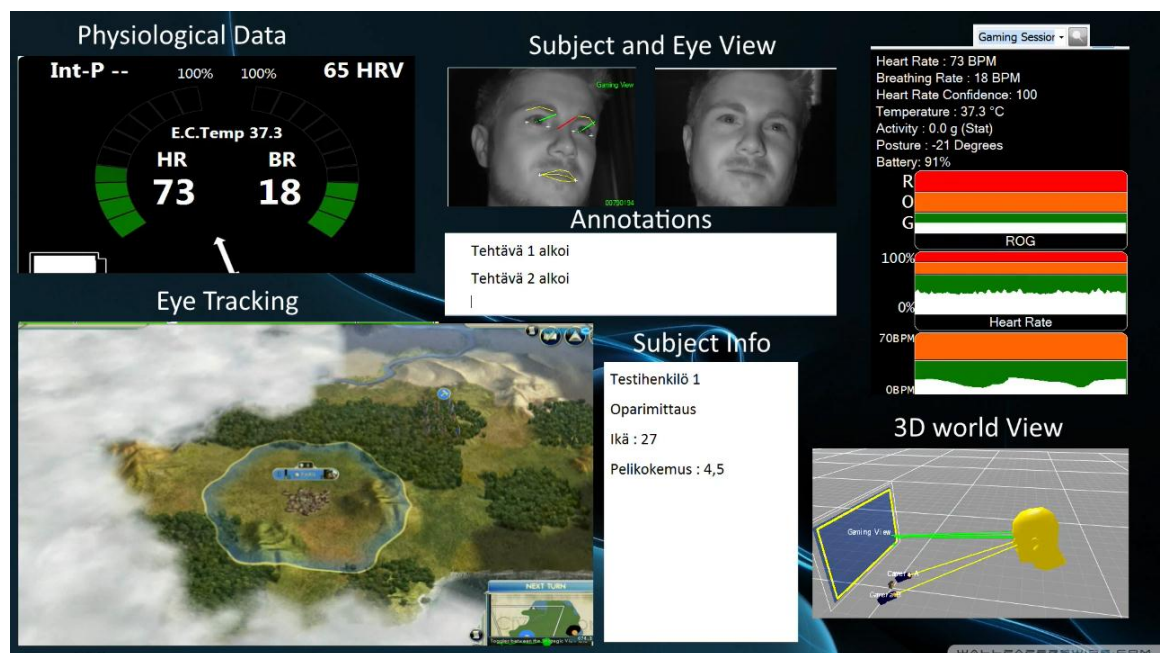 Physiological Data
Int-P --
100%
100%
65 HRV
E.C.Temp 37.3
HR
BR
73
18
Subject and Eye View
Gaming View
Annotations
Tehtävä 1 alkoi
Tehtävä 2 alkoi
Gaming Session
Heart Rate : 73 BPM
Breathing Rate : 18 BPM
Heart Rate Confidence: 100
Temperature : 37.3 °C
Activity : 0.0 g (Stat)
Posture : -21 Degrees
Battery: 91%
R
O
G
ROG
100%
0%
Heart Rate
70BPM
0BPM
Eye Tracking
NEXT TURN
Subject Info
Testihenkilö 1
Oparimittaus
Ikä : 27
Pelikokemus : 4,5
3D world View
Gaming View
Camera A